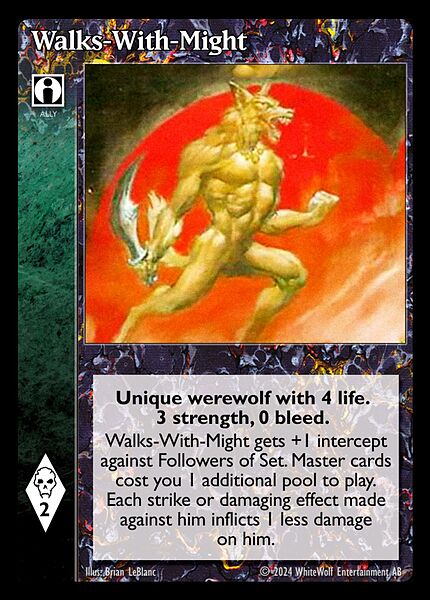 Walks-With-Might
ALLY
Unique werewolf with 4 life.
3 strength, 0 bleed.
Walks-With-Might gets +1 intercept
against Followers of Set. Master cards
cost you 1 additional pool to play.
Each strike or damaging effect made
against him inflicts 1 less damage
on him.
2
Illus: Brian LeBlanc
© 2024 WhiteWolf Entertainment AB